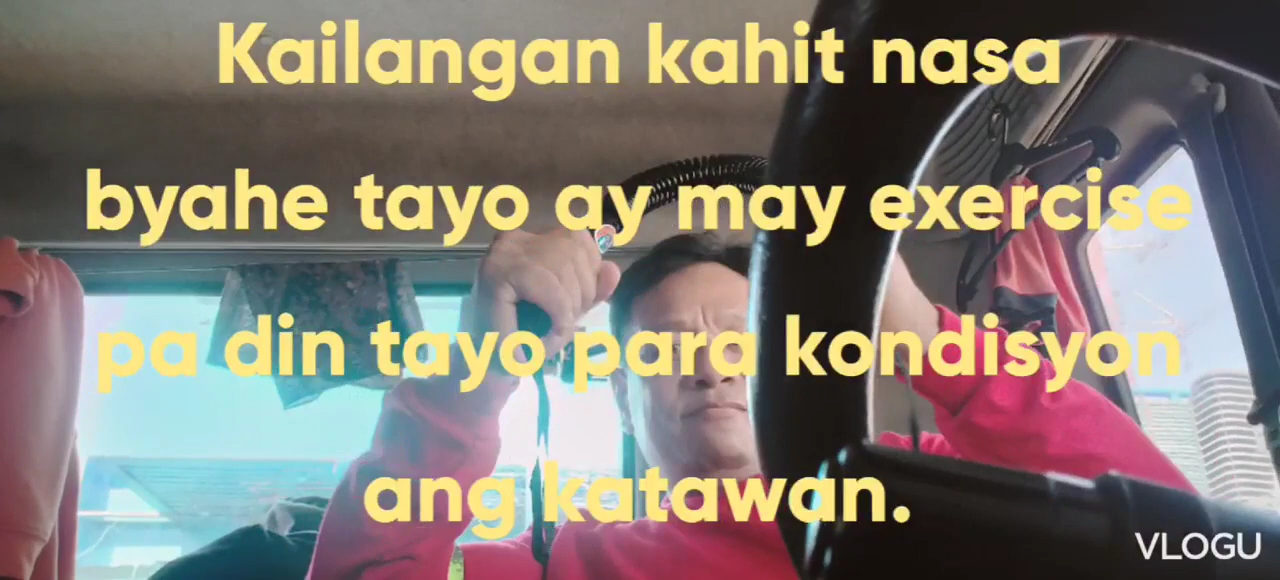 Kailangan kahit nasa
byahe tayo ay may exercise
pa din tayo para kondisyon
ang katawan.
VLOGU